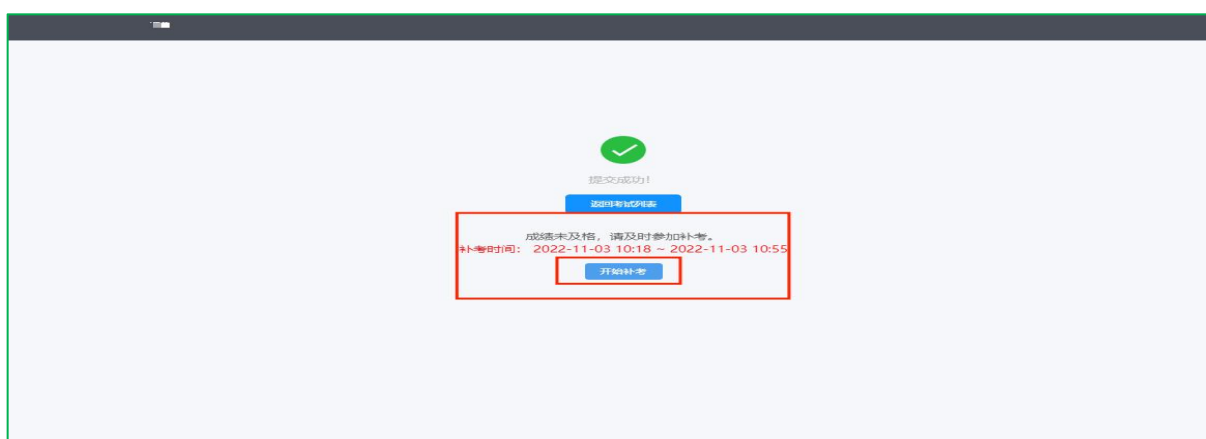 提交成功!
返回考试列表
成绩未及格，请及时参加补考。
补考时间： 2022-11-03 10:18 ~ 2022-11-03 10:55
开始补考